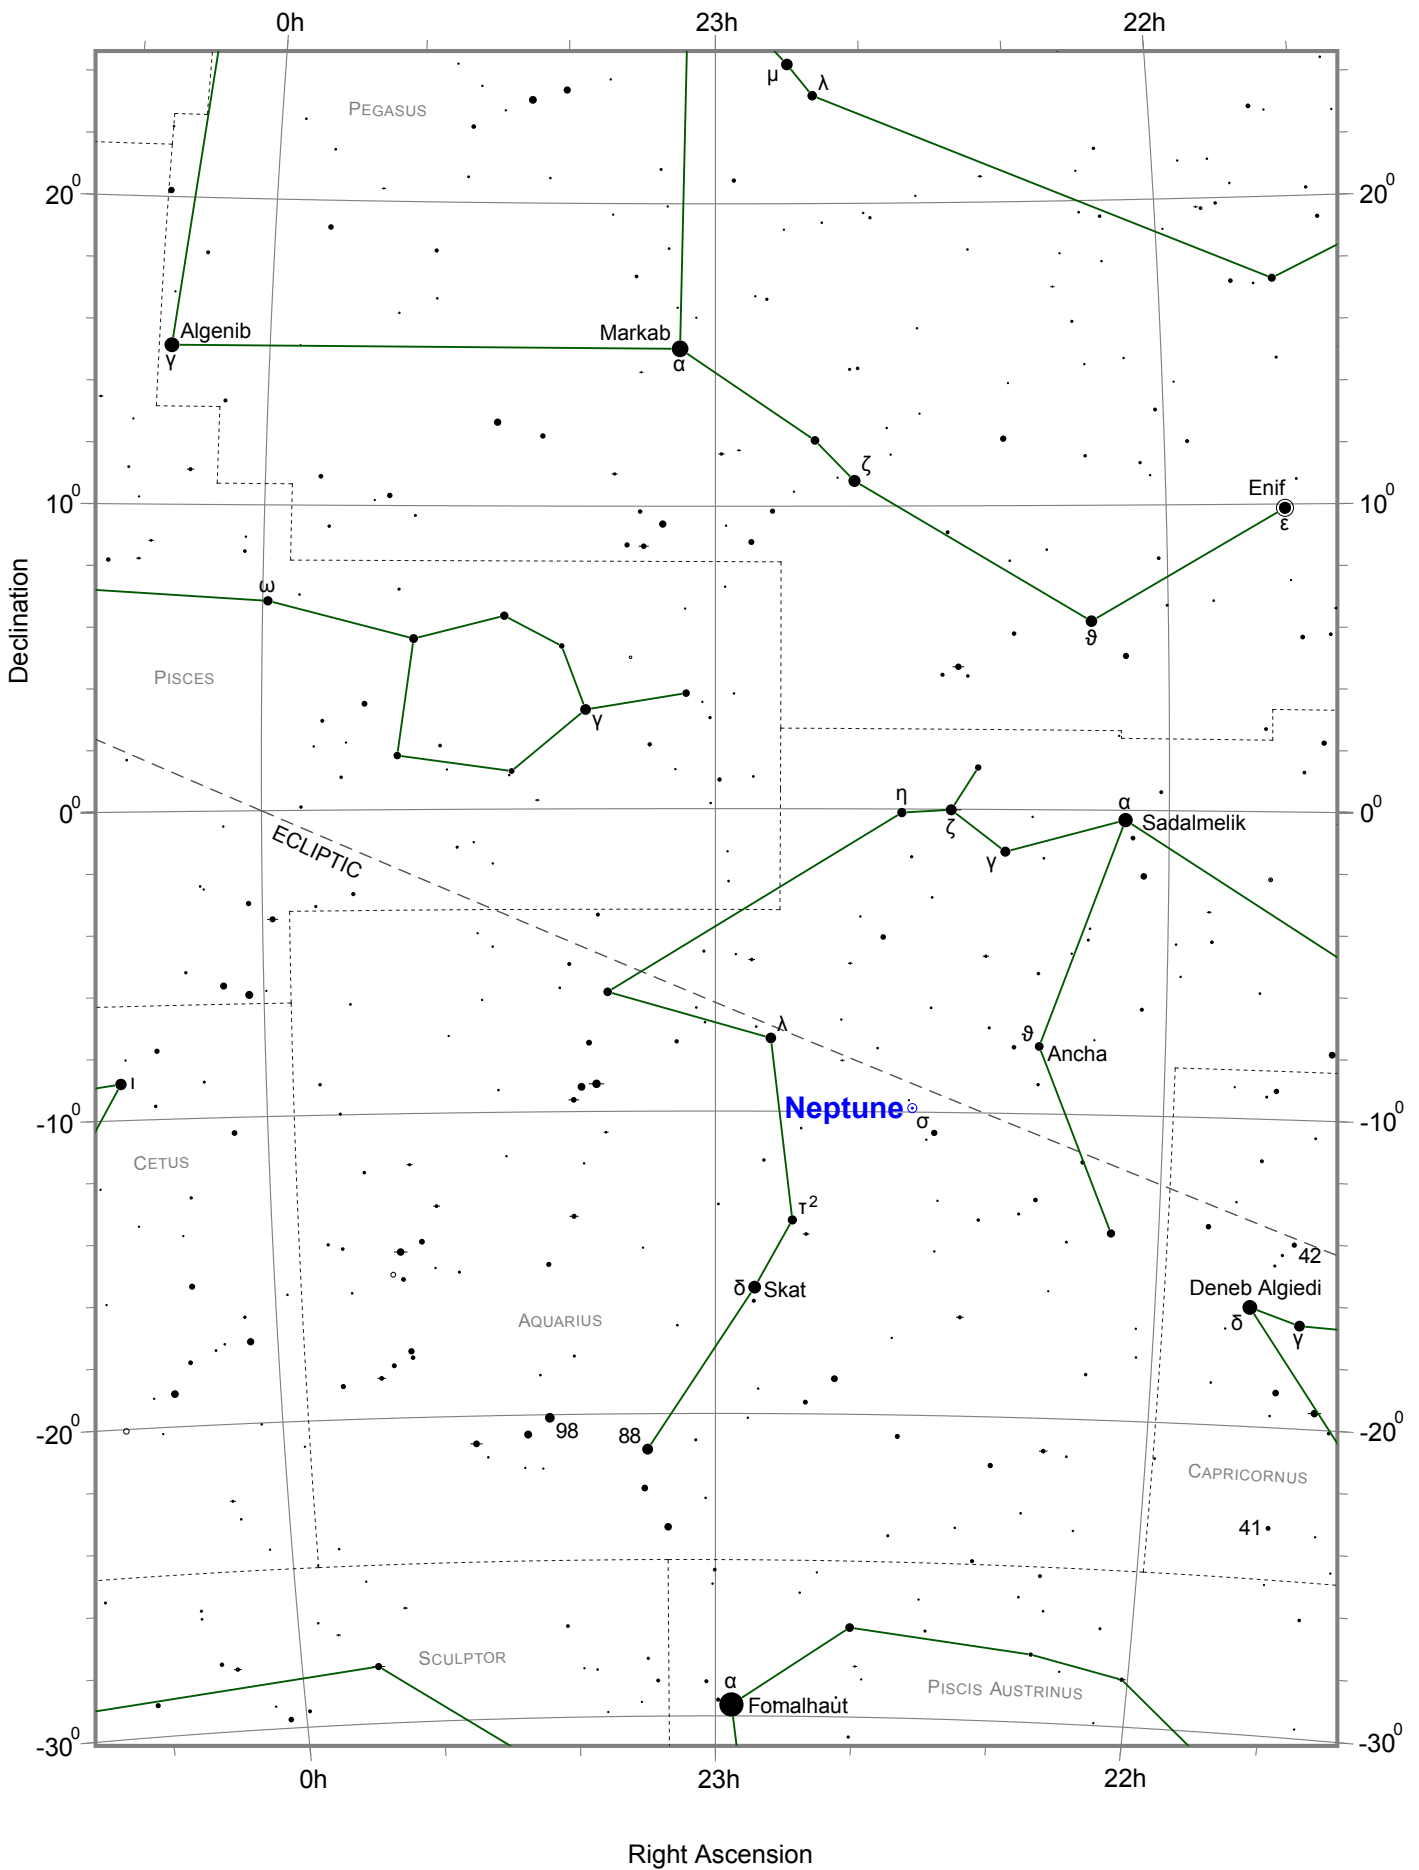 0h 23h 22h
μ λ
PEGASUS
20⁰ 20⁰
Algenib Markab
γ α
ζ
Enif
10⁰ 10⁰
ε
ω
ϑ
Declination
PISCES
γ
η α
0⁰ 0⁰
ζ Sadalmelik
ECLIPTIC
γ
λ
ϑ
Ancha
ι
Neptune
-10⁰ -10⁰
σ
CETUS
τ²
42
δ Skat
Deneb Algiedi
AQUARIUS
δ
γ
98 88
-20⁰ -20⁰
CAPRICORNUS
41
SCULPTOR
α
PISCIS AUSTRINUS
Fomalhaut
-30⁰ -30⁰
0h 23h 22h
Right Ascension